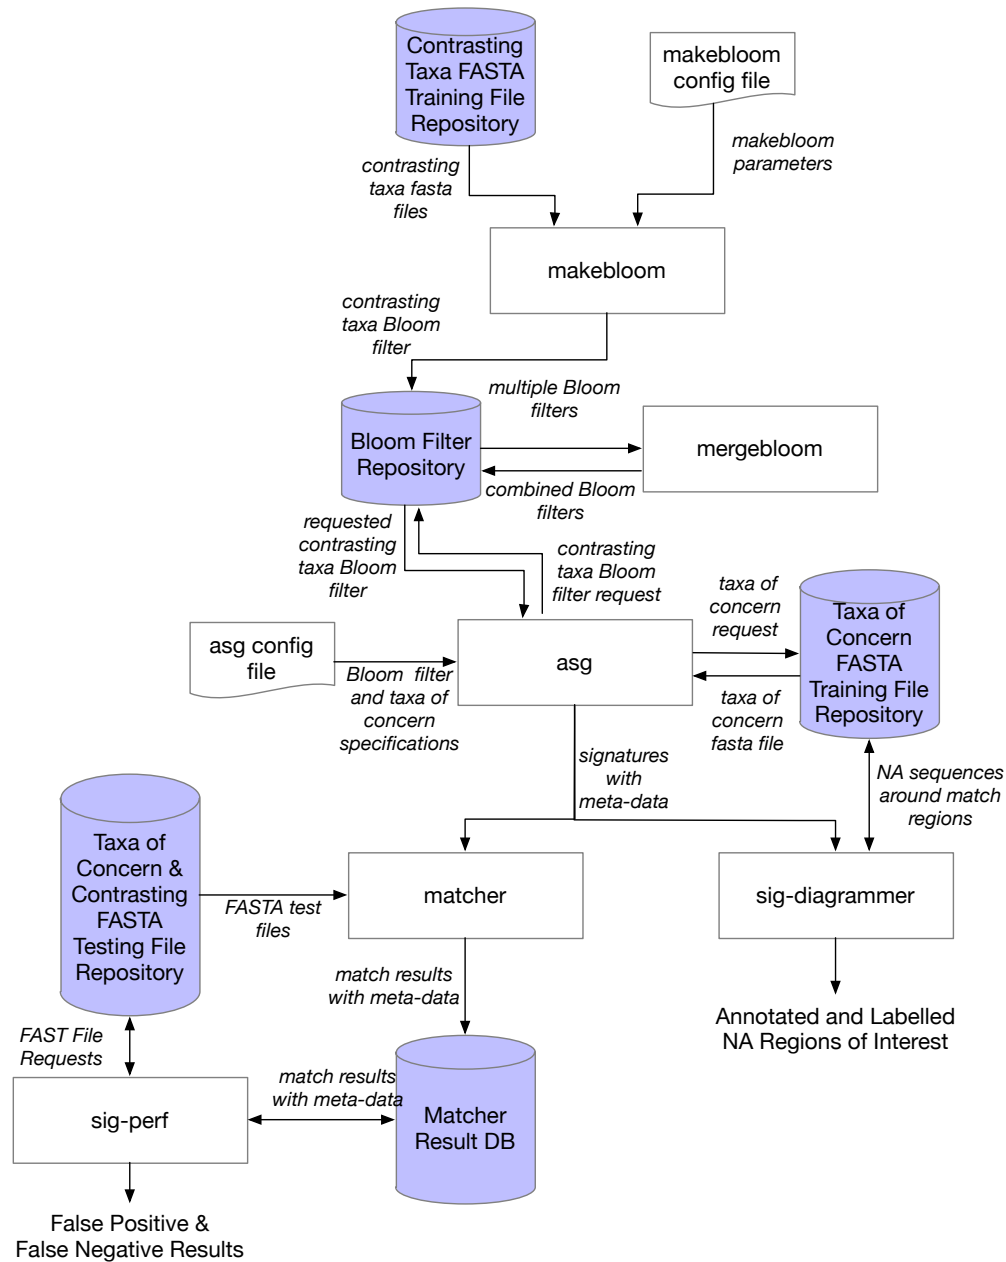 Contrasting
Taxa FASTA
Training File
Repository
makebloom
config file
contrasting
taxa fasta
files
makebloom
parameters
makebloom
contrasting
taxa Bloom
filter
multiple Bloom
filters
Bloom Filter
Repository
mergebloom
combined Bloom
filters
requested
contrasting
taxa Bloom
filter
contrasting
taxa Bloom
filter request
taxa of
concern
request
Taxa of
Concern
FASTA
Training File
Repository
asg config
file
Bloom filter
and taxa of
concern
specifications
asg
taxa of
concern
fasta file
signatures
with
meta-data
NA sequences
around match
regions
Taxa of
Concern &
Contrasting
FASTA
Testing File
Repository
FASTA test
files
matcher
sig-diagrammer
match results
with meta-data
Annotated and Labelled
NA Regions of Interest
FAST File
Requests
match results
with meta-data
sig-perf
Matcher
Result DB
False Positive &
False Negative Results